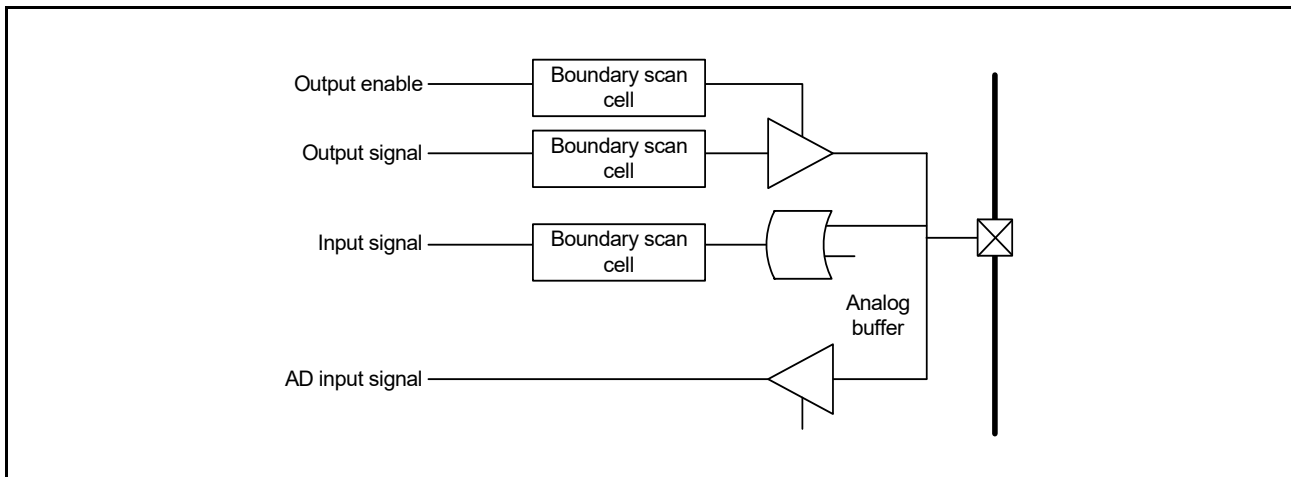 Output enable
Boundary scan
cell
Output signal
Boundary scan
cell
Input signal
Boundary scan
cell
Analog
buffer
AD input signal